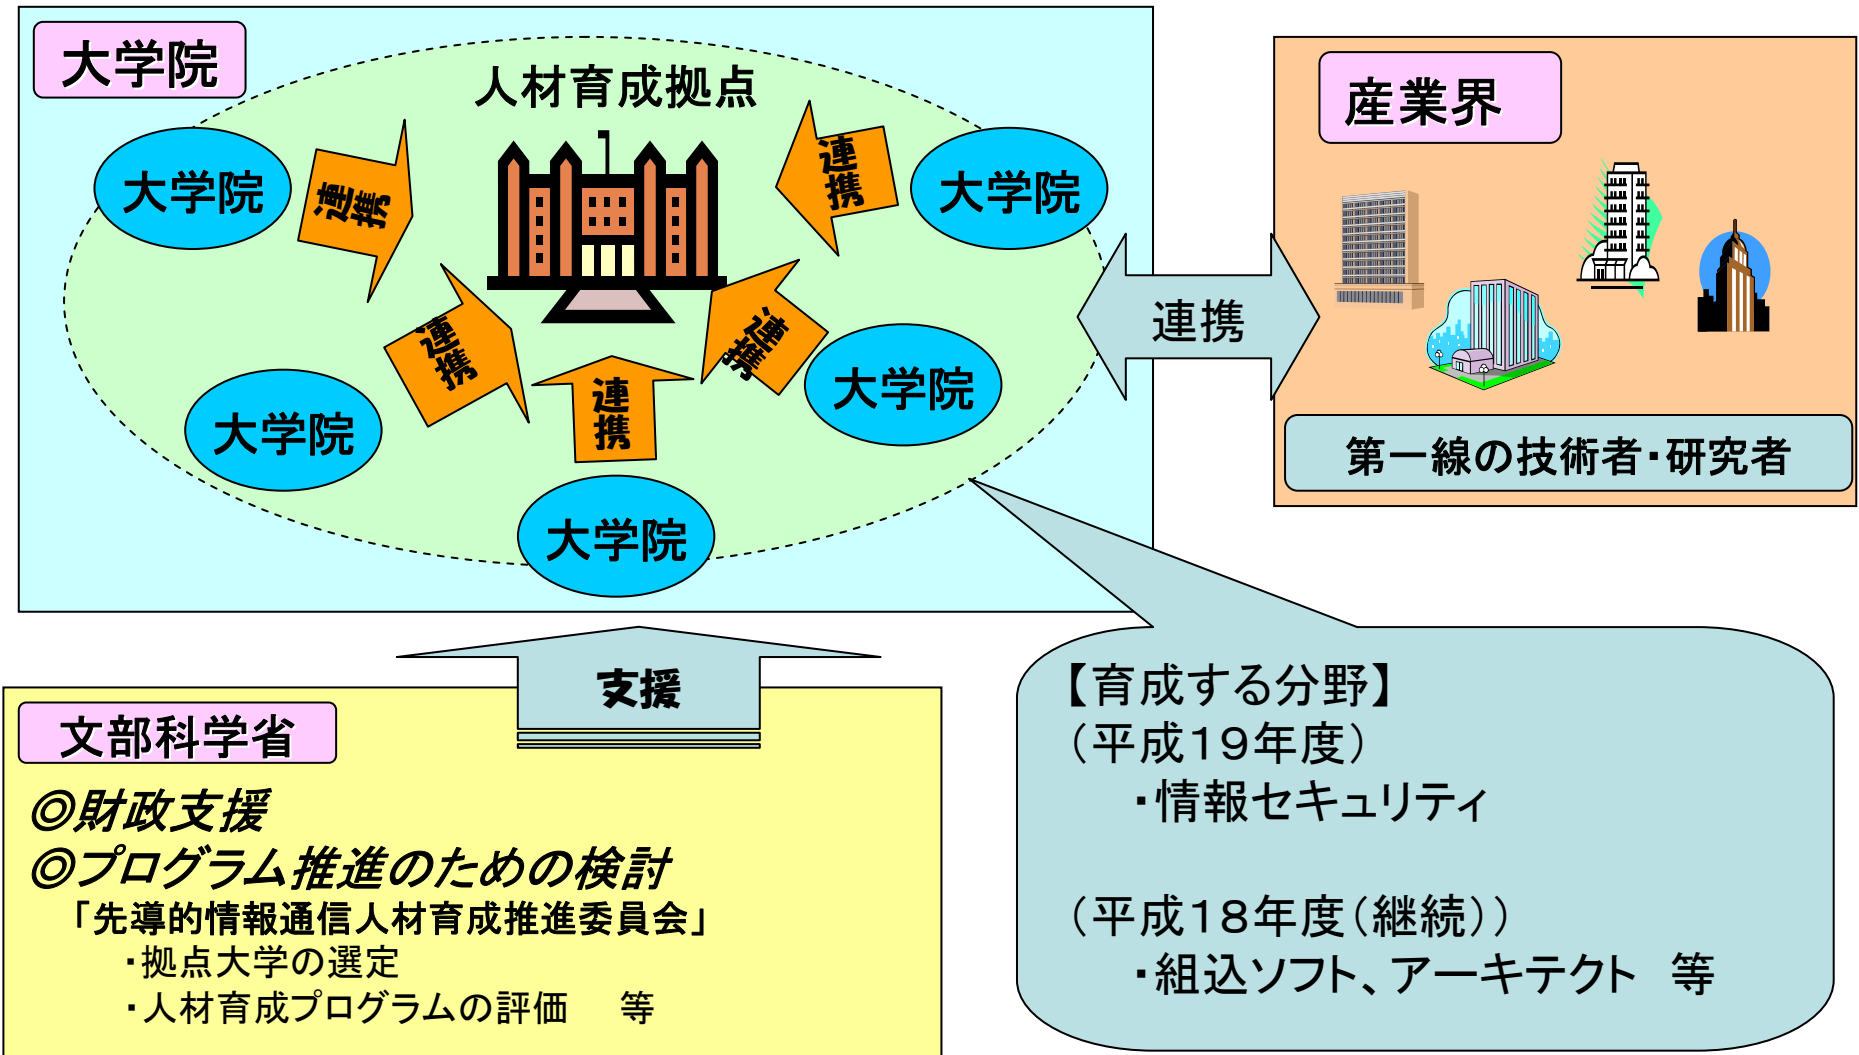 大学院
人材育成拠点
大学院
連携
連携
大学院
連携
大学院
連携
連携
大学院
大学院
連携
産業界
第一線の技術者・研究者
支援
文部科学省
◎財政支援
◎プログラム推進のための検討
「先導的情報通信人材育成推進委員会」
・拠点大学の選定
・人材育成プログラムの評価　等
【育成する分野】
（平成１９年度）
・情報セキュリティ
（平成１８年度（継続））
・組込ソフト、アーキテクト　等